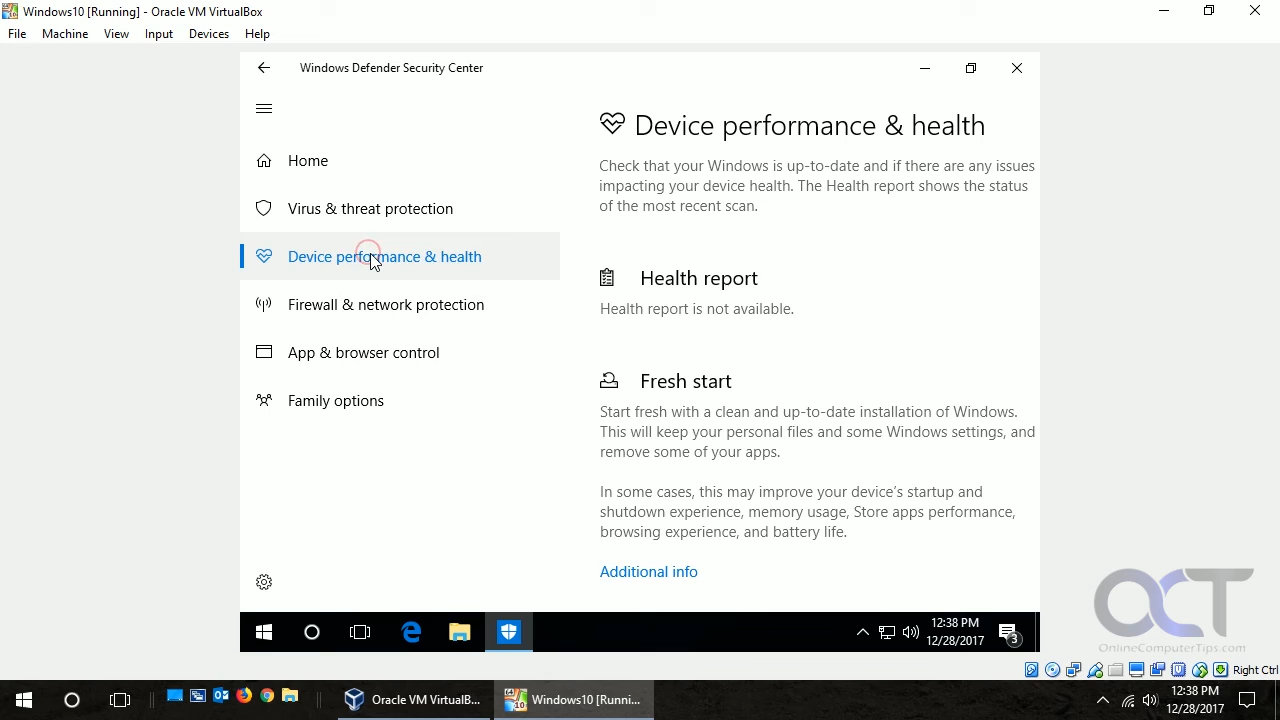 Windows10 [Running] - Oracle VM VirtualBox
File Machine View Input Devices Help
Windows Defender Security Center
Home
Virus & threat protection
Device performance & health
Firewall & network protection
App & browser control
Family options
Device performance & health
Check that your Windows is up-to-date and if there are any issues
impacting your device health. The Health report shows the status
of the most recent scan.
Health report
Health report is not available.
Fresh start
Start fresh with a clean and up-to-date installation of Windows.
This will keep your personal files and some Windows settings, and
remove some of your apps.
In some cases, this may improve your device's startup and
shutdown experience, memory usage, Store apps performance,
browsing experience, and battery life.
Additional info
OCT
OnlineComputerTips.com
12:38 PM
12/28/2017
3
Right Ctrl
Oracle VM VirtualB...
Windows10 [Runni...
12:38 PM
12/28/2017